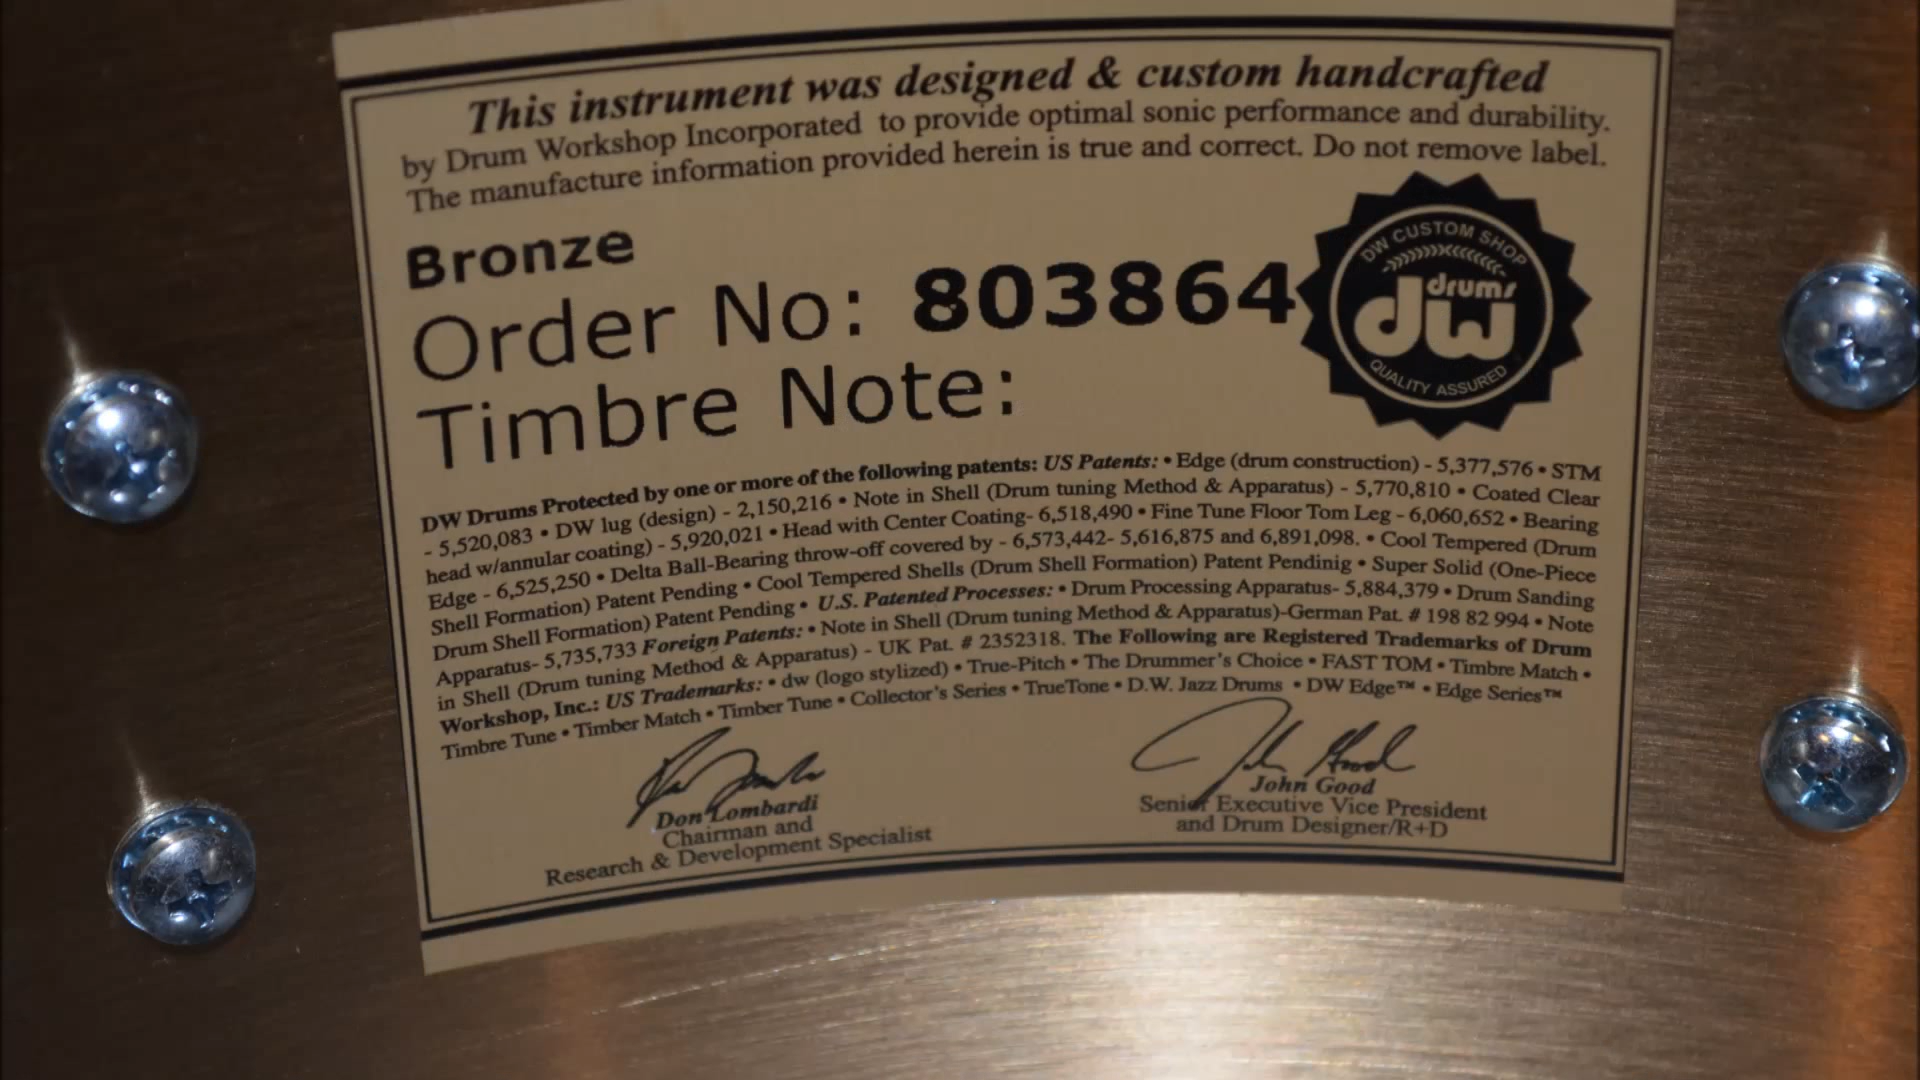 This instrument was designed & custom handcrafted
by Drum Workshop Incorporated to provide optimal sonic performance and durability.
The manufacture information provided herein is true and correct. Do not remove label.
Bronze
Order No: 803864
Timbre Note:
DW CUSTOM SHOP
drums
dw
QUALITY ASSURED
DW Drums Protected by one or more of the following patents: US Patents: • Edge (drum construction) - 5,377,576 • STM
- 5,520,083 • DW lug (design) - 2,150,216 • Note in Shell (Drum tuning Method & Apparatus) - 5,770,810 • Coated Clear
head w/annular coating) - 5,920,021 • Head with Center Coating- 6,518,490 • Fine Tune Floor Tom Leg - 6,060,652 • Bearing
Edge - 6,525,250 • Delta Ball-Bearing throw-off covered by - 6,573,442- 5,616,875 and 6,891,098. • Cool Tempered (Drum
Shell Formation) Patent Pending • Cool Tempered Shells (Drum Shell Formation) Patent Pendinig • Super Solid (One-Piece
Drum Shell Formation) Patent Pending • U.S. Patented Processes: • Drum Processing Apparatus- 5,884,379 • Drum Sanding
Apparatus- 5,735,733 Foreign Patents: • Note in Shell (Drum tuning Method & Apparatus)-German Pat. # 198 82 994 • Note
in Shell (Drum tuning Method & Apparatus) - UK Pat. # 2352318. The Following are Registered Trademarks of Drum
Workshop, Inc.: US Trademarks: • dw (logo stylized) • True-Pitch • The Drummer's Choice • FAST TOM • Timbre Match •
Timbre Tune • Timber Match • Timber Tune • Collector's Series • TrueTone • D.W. Jazz Drums • DW Edge™ • Edge Series™
Don Lombardi
Chairman and
Research & Development Specialist
John Good
John Good
Senior Executive Vice President
and Drum Designer/R+D